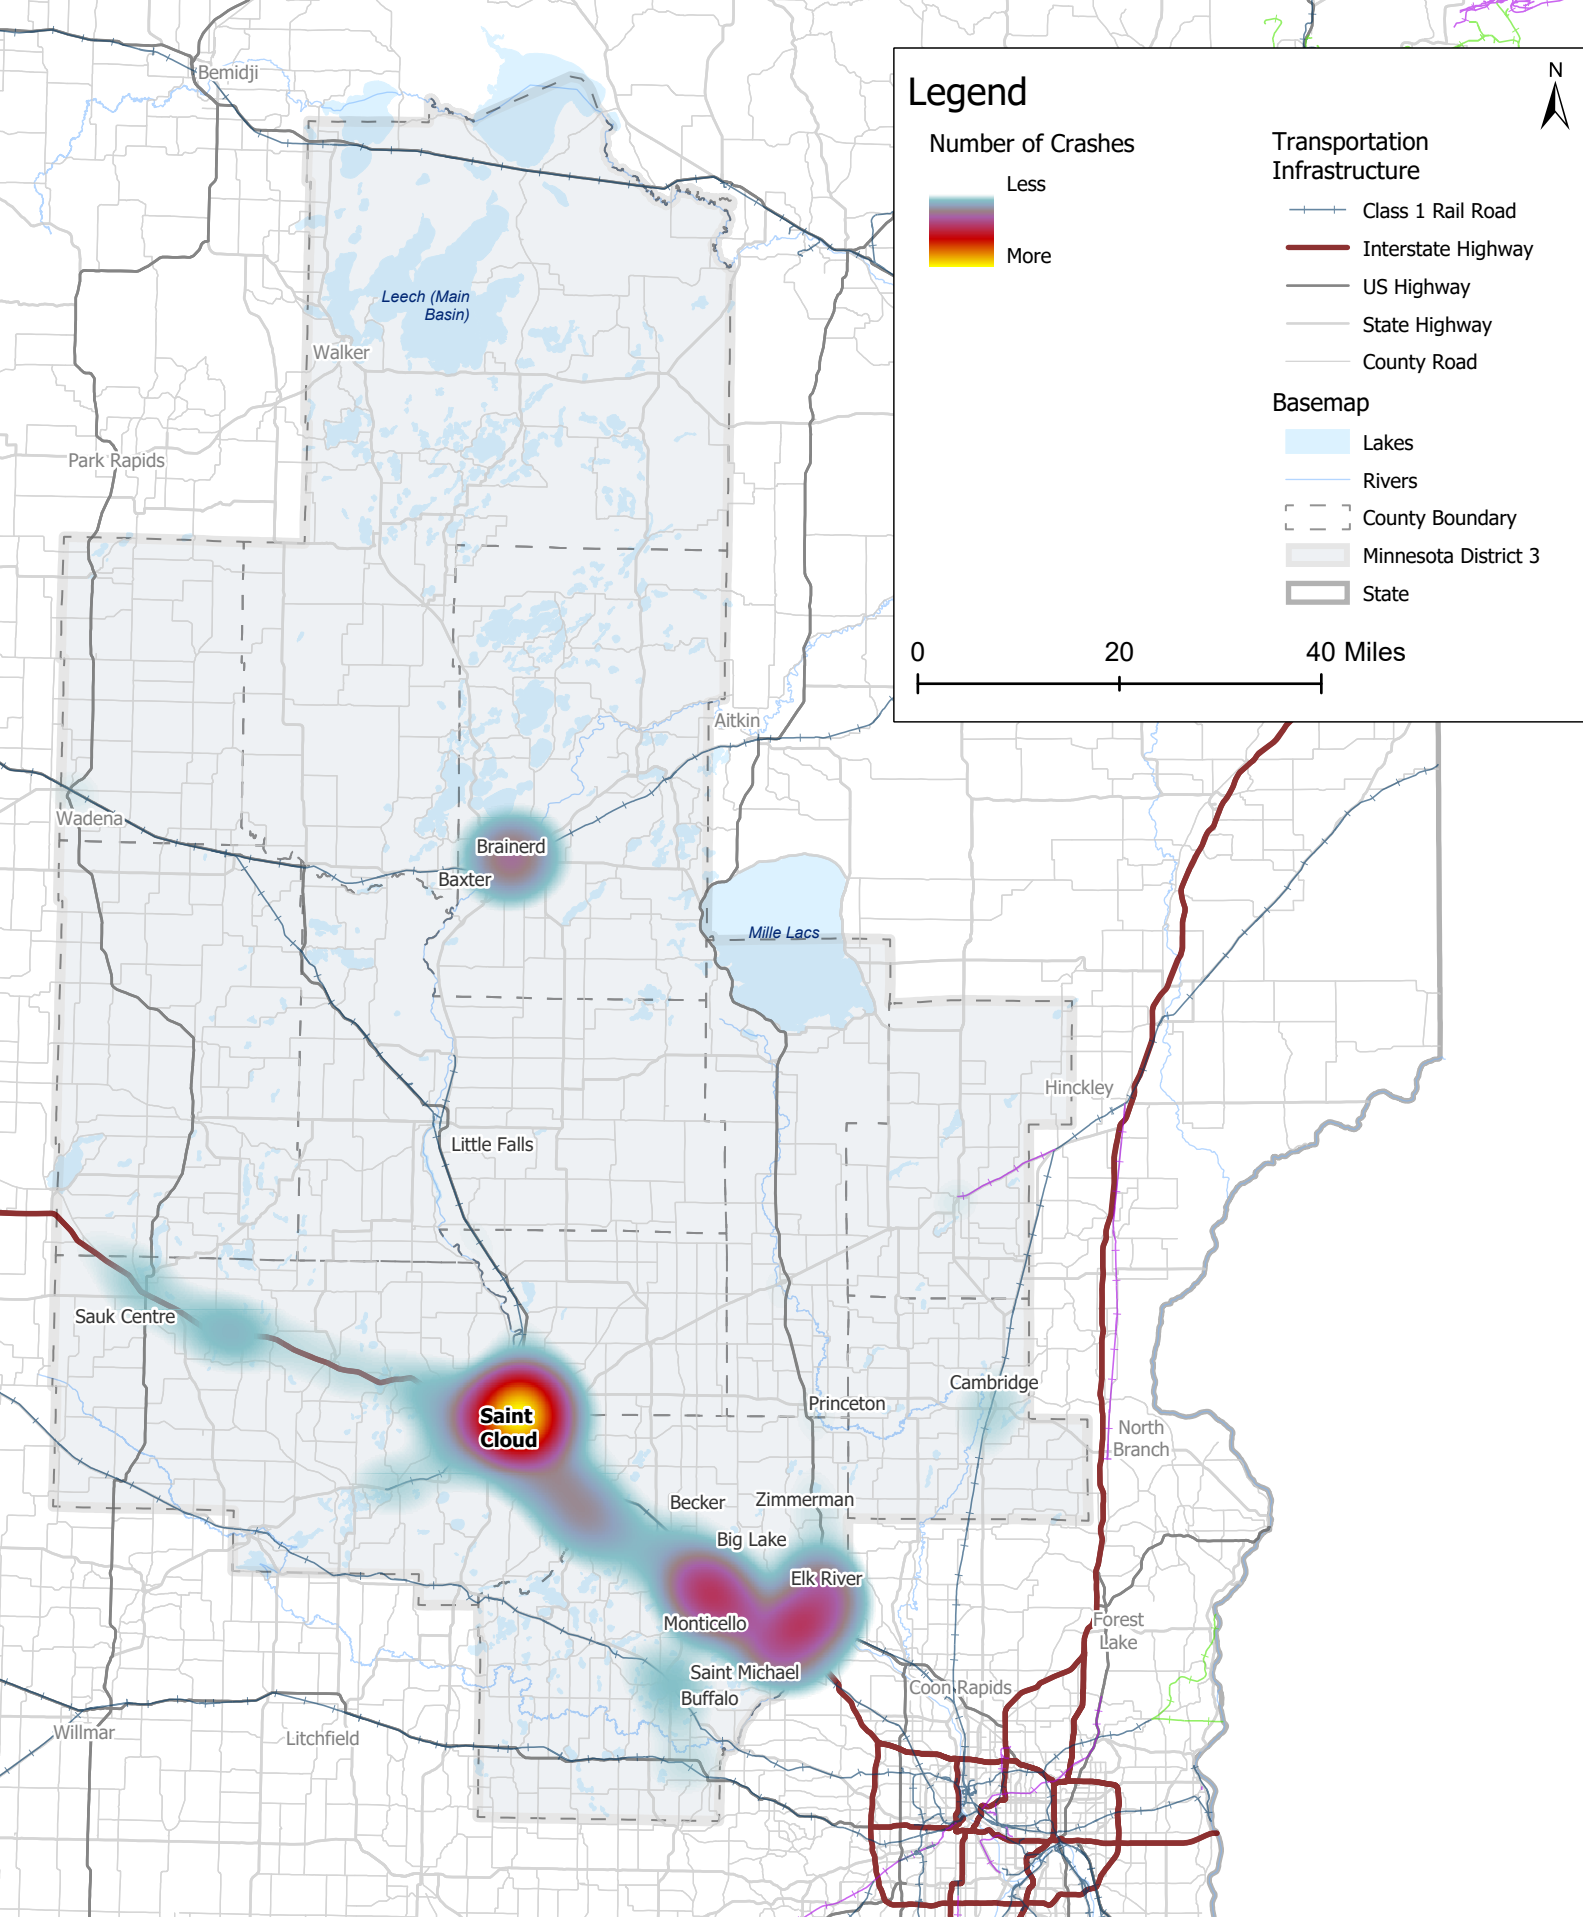 Bemidji
Legend
N
Number of Crashes
Less
More
Transportation
Infrastructure
Class 1 Rail Road
Interstate Highway
US Highway
State Highway
County Road
Basemap
Lakes
Rivers
County Boundary
Minnesota District 3
State
0 20 40 Miles
Leech (Main
Basin)
Walker
Park Rapids
Aitkin
Wadena
Brainerd
Baxter
Mille Lacs
Hinckley
Little Falls
Sauk Centre
Cambridge
Princeton
Saint
Cloud
North
Branch
Becker
Zimmerman
Big Lake
Elk River
Monticello
Forest
Lake
Saint Michael
Buffalo
Coon Rapids
Willmar
Litchfield